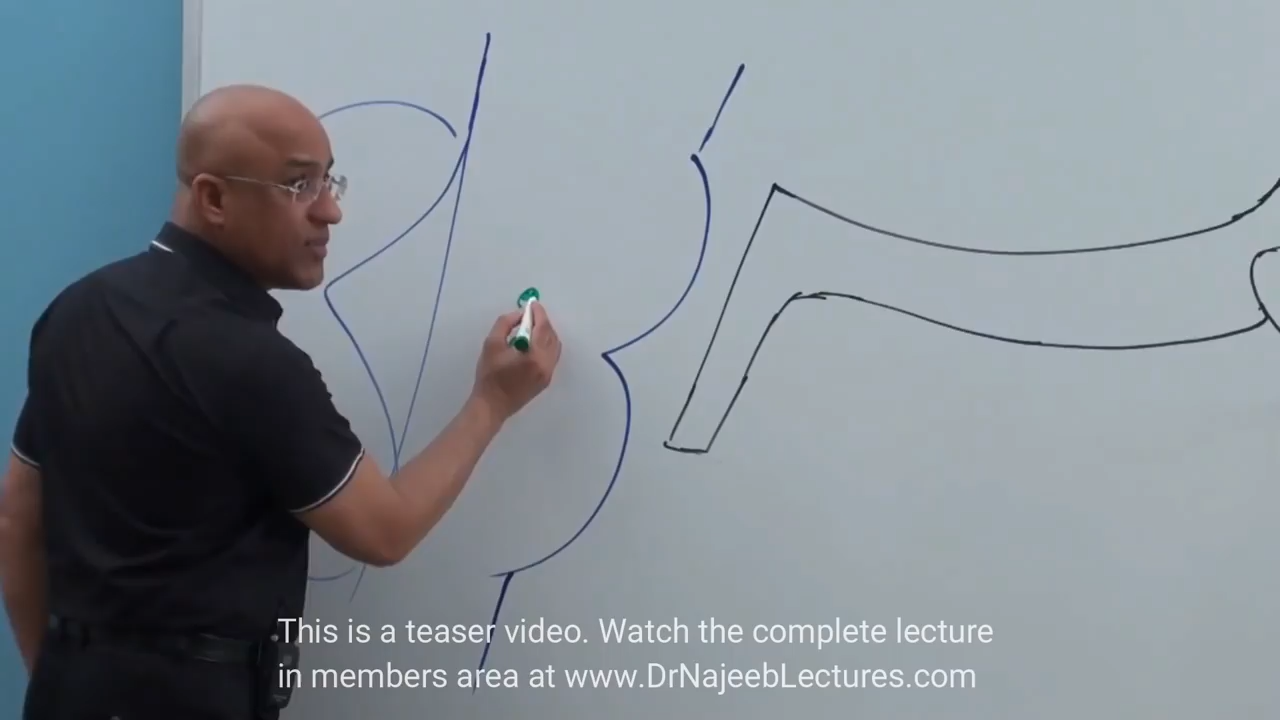 This is a teaser video. Watch the complete lecture
in members area at www.DrNajeebLectures.com